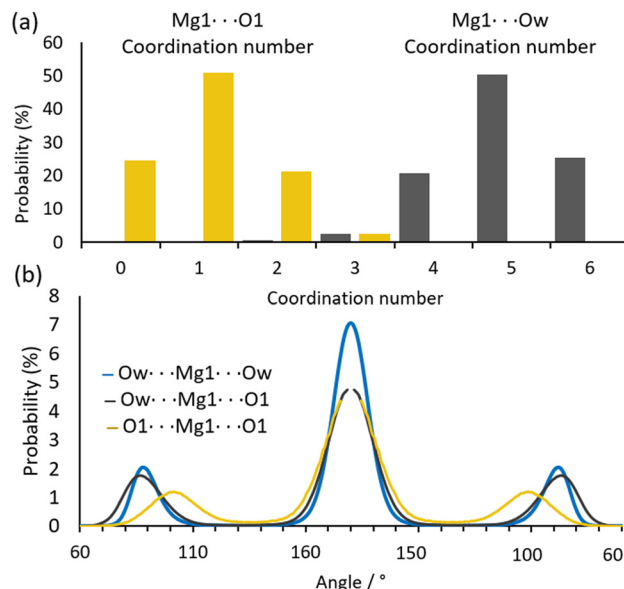 (a)
Mg1···O1
Coordination number
Mg1···Ow
Coordination number
60
50
40
30
20
10
0
Probability (%)
0 1 2 3 4 5 6
Coordination number
(b)
8
7
6
5
4
3
2
1
0
Probability (%)
Ow···Mg1···Ow
Ow···Mg1···O1
O1···Mg1···O1
60 110 160 150 100 60
Angle / °